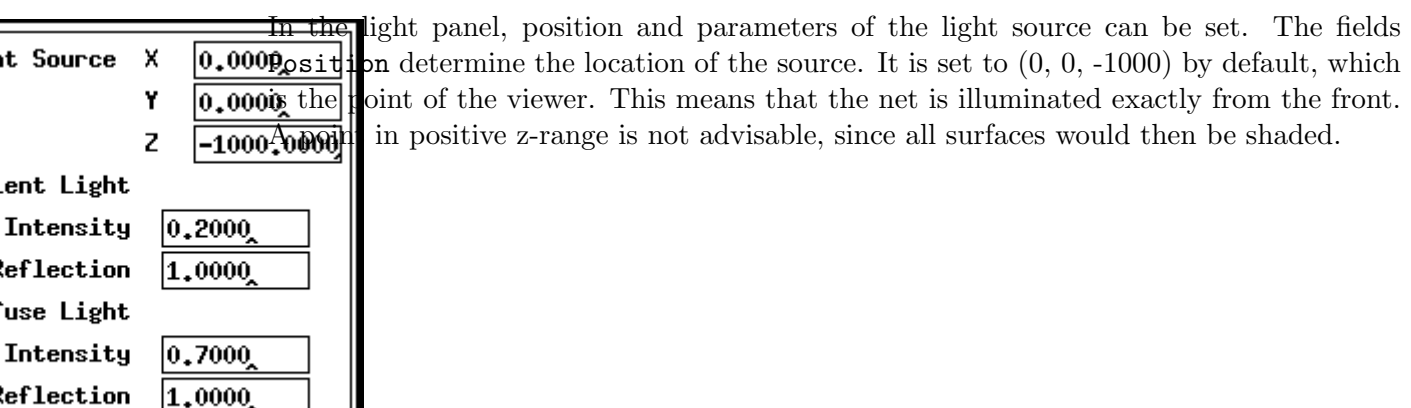 nt Source X 0.0000
Y 0.0000
Z -1000.0000
ent Light
Intensity 0.2000
Reflection 1.0000
use Light
Intensity 0.7000
Reflection 1.0000
In the light panel, position and parameters of the light source can be set. The fields
Position determine the location of the source. It is set to (0, 0, -1000) by default, which
is the point of the viewer. This means that the net is illuminated exactly from the front.
A point in positive z-range is not advisable, since all surfaces would then be shaded.